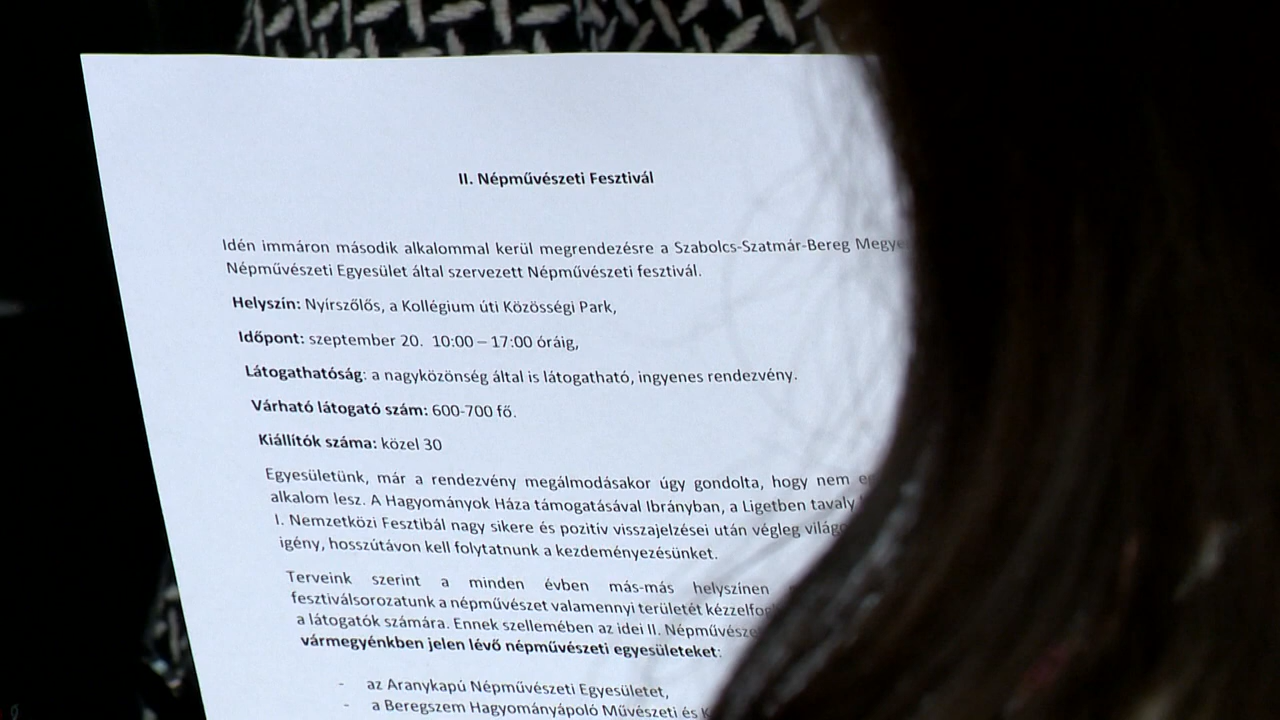 II. Népművészeti Fesztivál
Idén immáron második alkalommal kerül megrendezésre a Szabolcs-Szatmár-Bereg Megye
Népművészeti Egyesület által szervezett Népművészeti fesztivál.
Helyszín: Nyírszőlős, a Kollégium úti Közösségi Park,
Időpont: szeptember 20. 10:00 – 17:00 óráig,
Látogathatóság: a nagyközönség által is látogatható, ingyenes rendezvény.
Várható látogató szám: 600-700 fő.
Kiállítók száma: közel 30
Egyesületünk, már a rendezvény megálmodásakor úgy gondolta, hogy nem
alkalom lesz. A Hagyományok Háza támogatásával Ibrányban, a Ligetben tavaly
I. Nemzetközi Fesztibál nagy sikere és pozitív visszajelzései után végleg
igény, hosszútávon kell folytatnunk a kezdeményezésünket.
Terveink szerint a minden évben más-más helyszínen
fesztiválsorozatunk a népművészet valamennyi területét
a látogatók számára. Ennek szellemében az idei II.
vármegyénkben jelen lévő népművészeti egyesületeket:
- az Aranykapú Népművészeti Egyesületet,
- a Beregszem Hagyományápoló Művészeti és